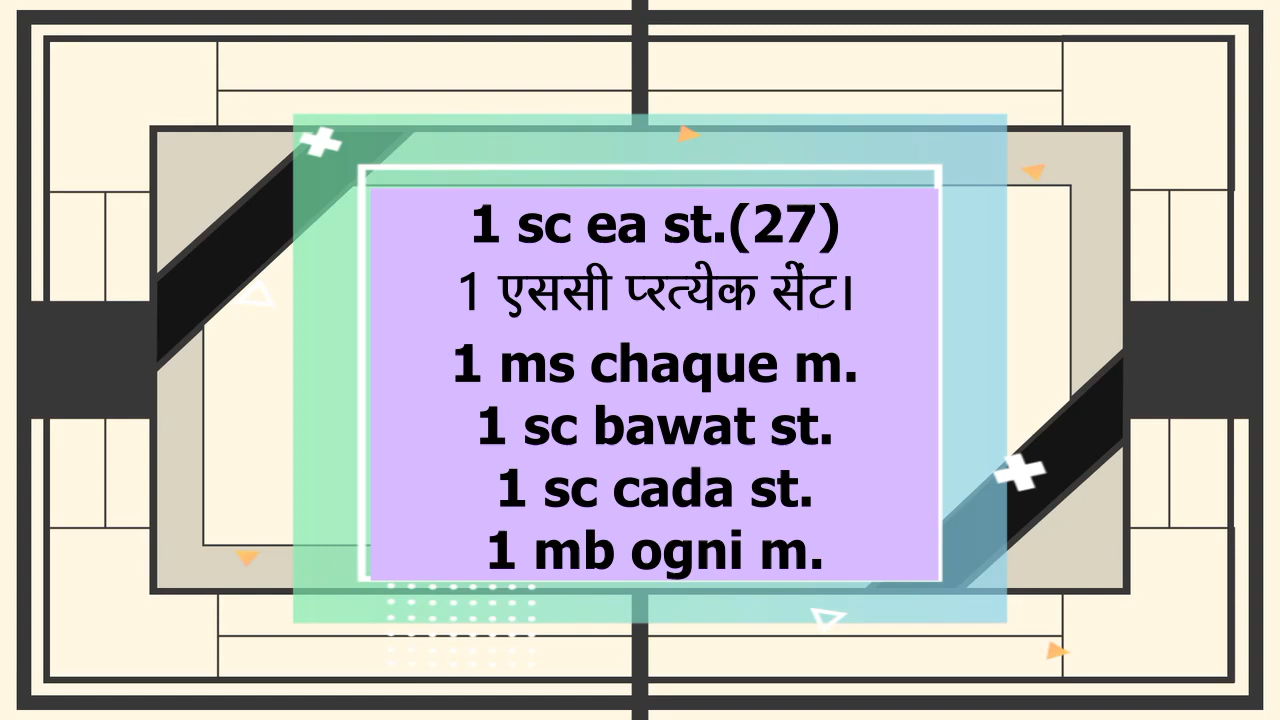 1 sc ea st.(27)
1 एससी प्रत्येक सेंट।
1 ms chaque m.
1 sc bawat st.
1 sc cada st.
1 mb ogni m.